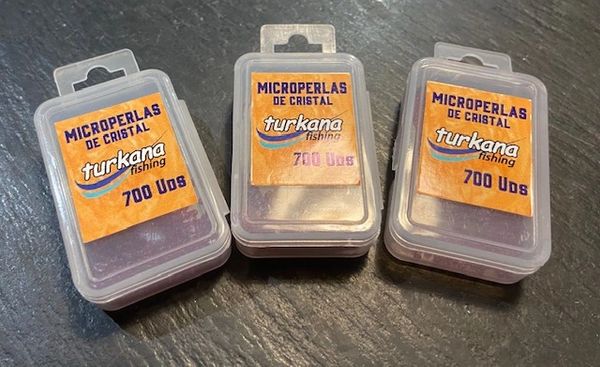 MICROPERLAS
DE CRISTAL
turkana
fishing
700 Uds
MICROPERLAS
DE CRISTAL
turkana
fishing
700 Uds
MICROPERLAS
DE CRISTAL
turkana
fishing
700 Uds